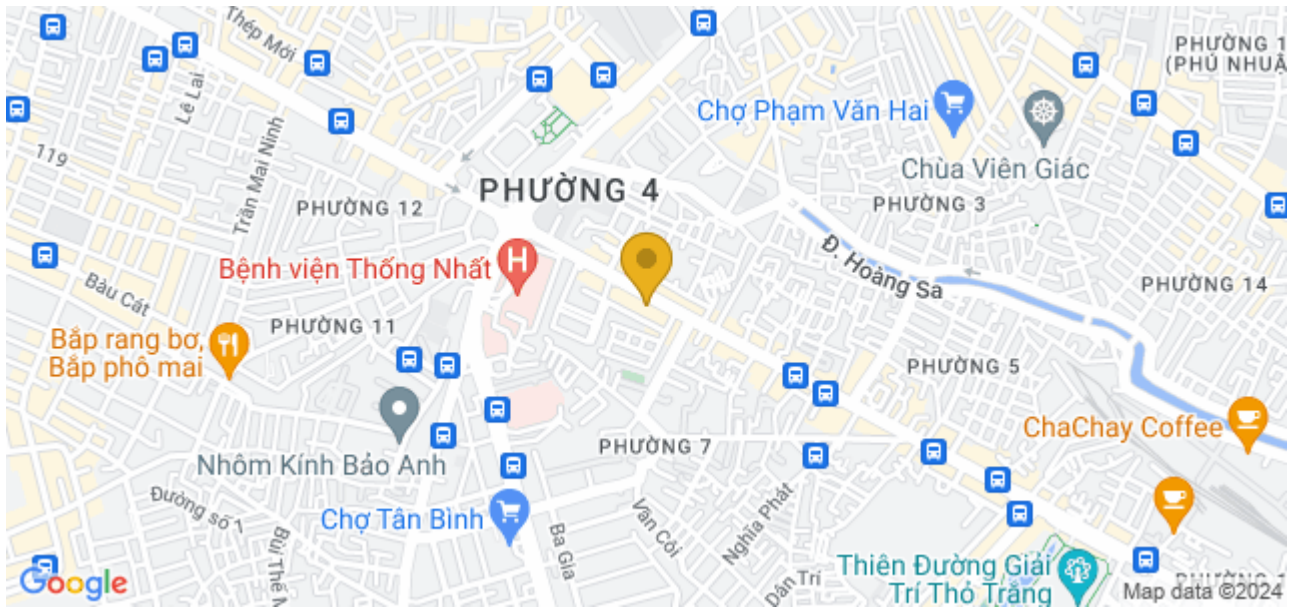 Thép Mới
PHƯỜNG 1
(PHÚ NHUẬ
Lê Lai
Chợ Phạm Văn Hai
119
Trần Mai Ninh
Chùa Viên Giác
PHƯỜNG 4
PHƯỜNG 12
PHƯỜNG 3
Đ. Hoàng Sa
H
Bệnh viện Thống Nhất
Bàu Cát
PHƯỜNG 14
PHƯỜNG 11
Bắp rang bơ,
Bắp phô mai
PHƯỜNG 5
ChaChay Coffee
PHƯỜNG 7
Nhôm Kính Bảo Anh
Đường số 1
Chợ Tân Bình
Ba Gia
Văn Côi
Nghĩa Phát
Bùi Thế M
Thiên Đường Giải
Trí Thỏ Trắng
Dân Trí
Google
Map data ©2024